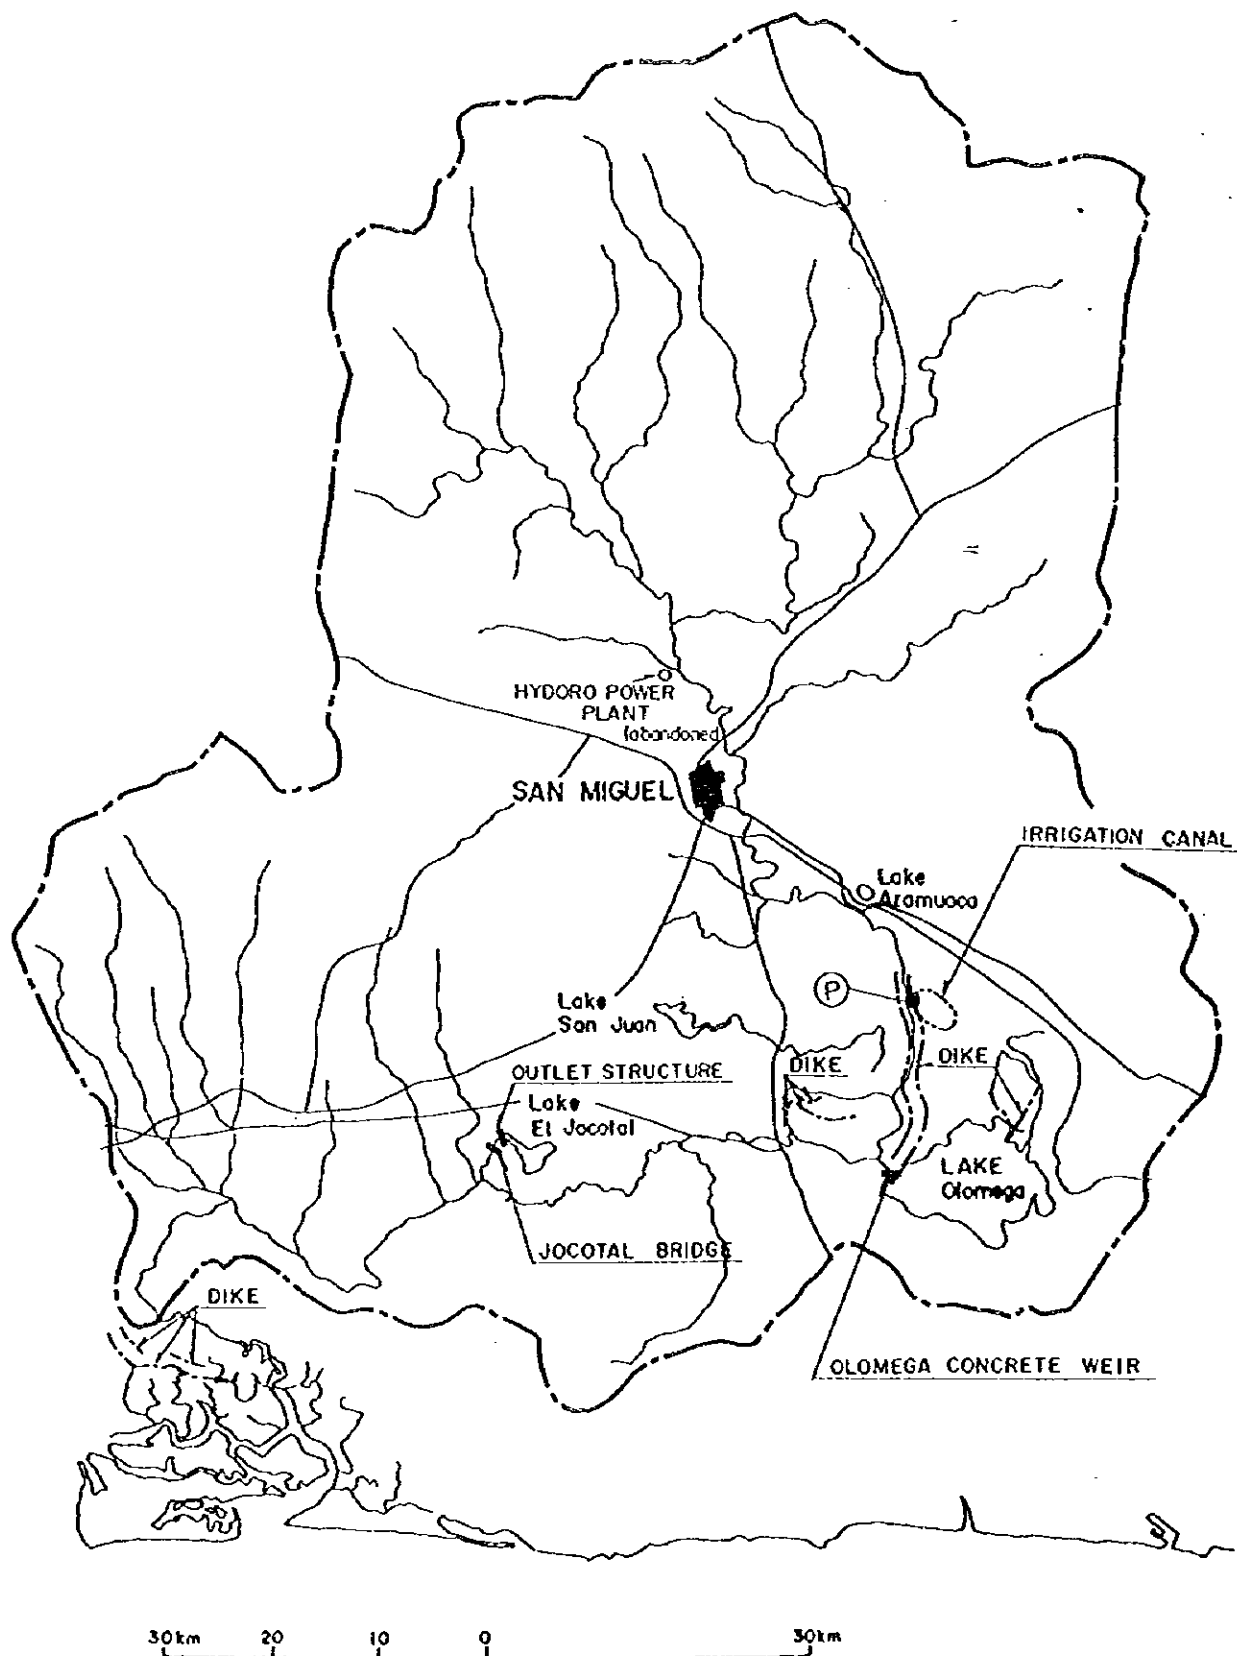 HYDORO POWER
PLANT
(abandoned)
SAN MIGUEL
IRRIGATION CANAL
Lake
Aramuaca
P
Lake
San Juan
OUTLET STRUCTURE
DIKE
DIKE
Lake
El Jocotal
LAKE
Olomega
JOCOTAL BRIDGE
DIKE
OLOMEGA CONCRETE WEIR
30km 20 10 0 30km